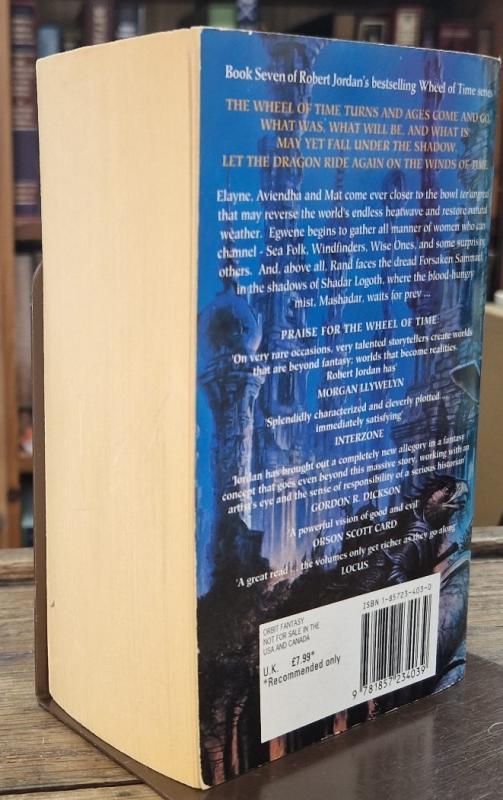 Book Seven of Robert Jordan's bestselling Wheel of Time series
THE WHEEL OF TIME TURNS AND AGES COME AND GO.
WHAT WAS, WHAT WILL BE, AND WHAT IS
MAY YET FALL UNDER THE SHADOW.
LET THE DRAGON RIDE AGAIN ON THE WINDS OF TIME.
Elayne, Aviendha and Mat come ever closer to the bowl ter'angreal
that may reverse the world's endless heatwave and restore natural
weather. Egwene begins to gather all manner of women who can
channel - Sea Folk, Windfinders, Wise Ones, and some surprising
others. And, above all, Rand faces the dread Forsaken Sammael,
in the shadows of Shadar Logoth, where the blood-hungry
mist, Mashadar, waits for prey ...
PRAISE FOR THE WHEEL OF TIME:
'On very rare occasions, very talented storytellers create worlds
that are beyond fantasy; worlds that become realities.
Robert Jordan has'
MORGAN LLYWELYN
'Splendidly characterized and cleverly plotted ...
immediately satisfying'
INTERZONE
'Jordan has brought out a completely new allegory in a fantasy
concept that goes even beyond this massive story, working with an
artist's eye and the sense of responsibility of a serious historian'
GORDON R. DICKSON
'A powerful vision of good and evil'
ORSON SCOTT CARD
'A great read ... the volumes only get richer as they go along'
LOCUS
ORBIT FANTASY
NOT FOR SALE IN THE
USA AND CANADA
U.K. £7.99*
*Recommended only
ISBN 1-85723-403-0
9 781857 234039